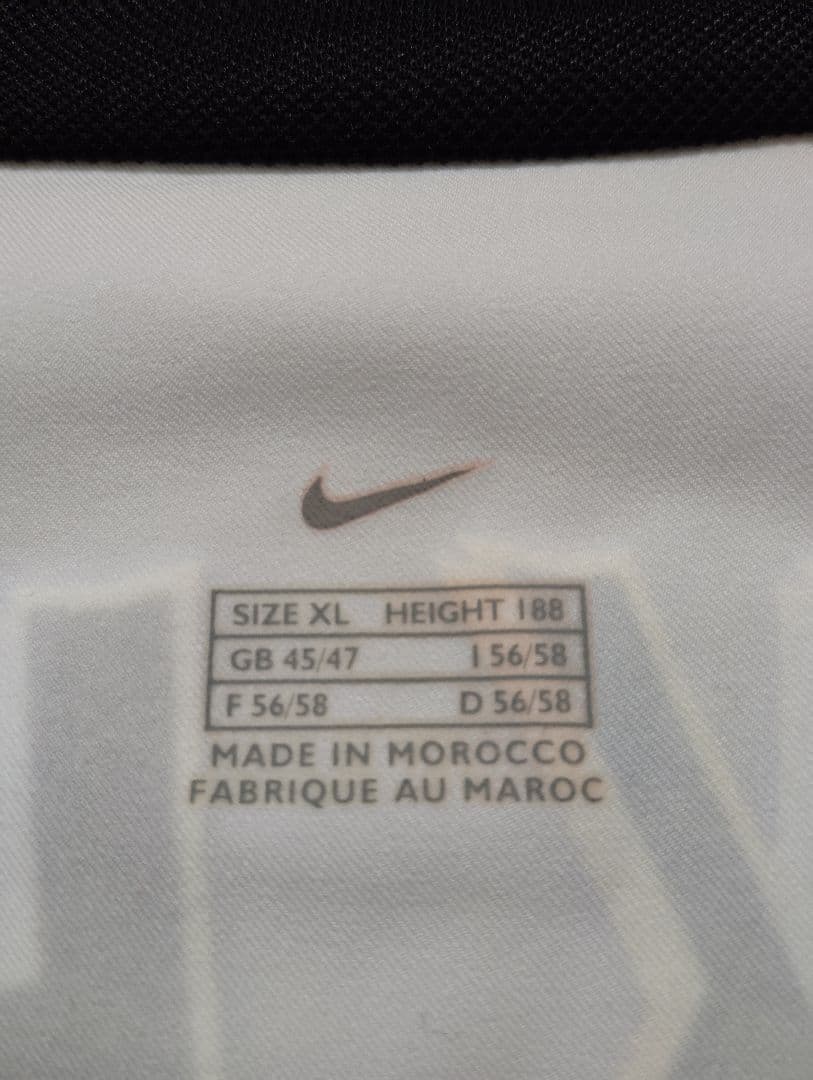 SIZE XL HEIGHT 188
GB 45/47 I 56/58
F 56/58 D 56/58
MADE IN MOROCCO
FABRIQUE AU MAROC